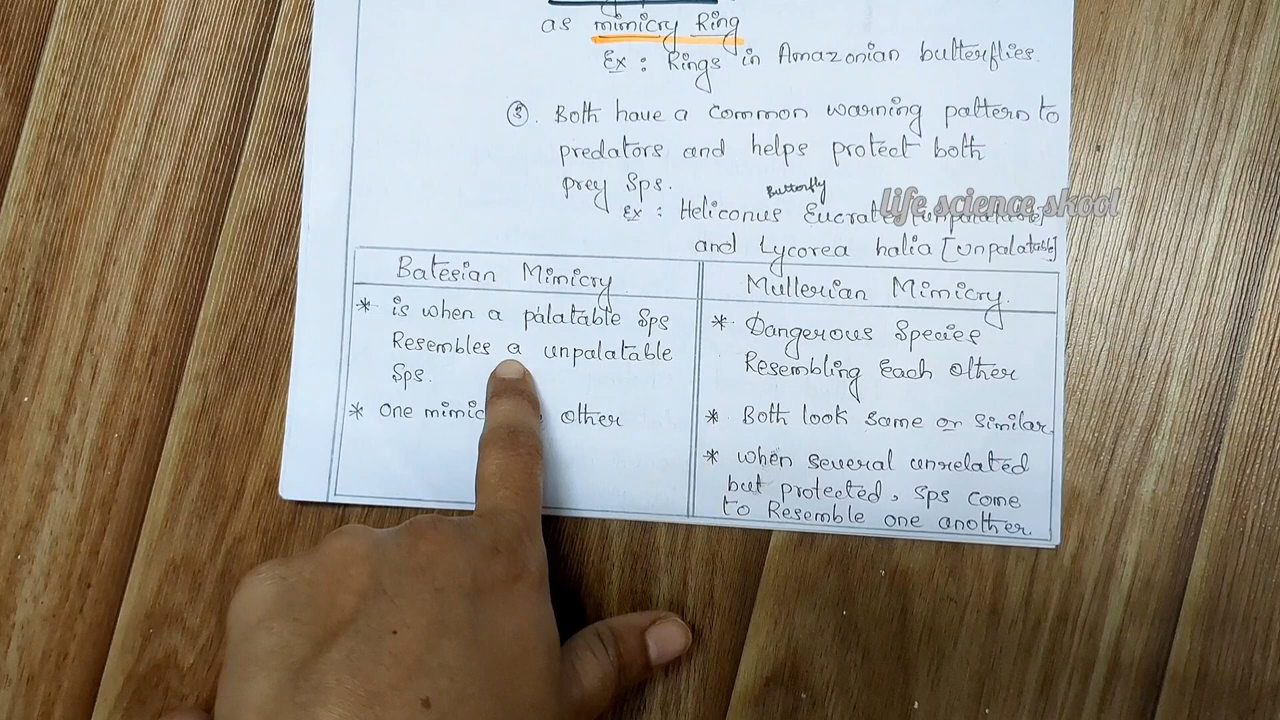 as mimicry Ring
Ex : Rings in Amazonian butterflies.
③. Both have a common warning pattern to
predators and helps protect both
prey Sps.
Butterfly
Ex : Heliconus Eucrate
life science skool
and Lycorea halia [Unpalatable]
Batesian Mimicry
* is when a palatable Sps
Resembles a unpalatable
Sps.
* One other
Mullerian Mimicry.
* Dangerous Species
Resembling Each Other
* Both look Same or Similar.
* when Several unrelated
but protected, Sps come
to Resemble one another.